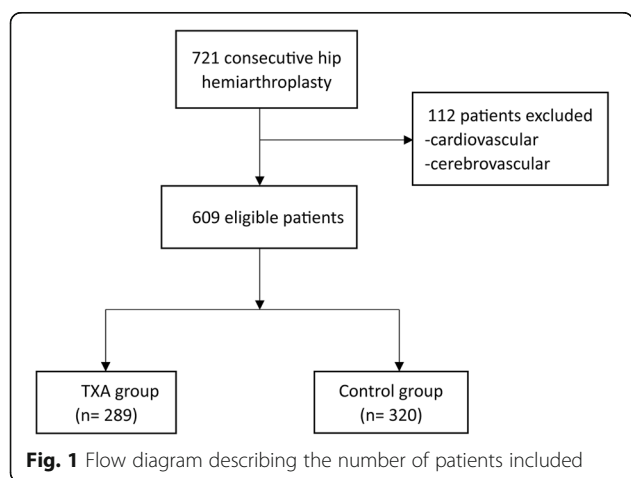 721 consecutive hip
hemiarthroplasty
112 patients excluded
-cardiovascular
-cerebrovascular
609 eligible patients
TXA group
(n= 289)
Control group
(n= 320)
Fig. 1 Flow diagram describing the number of patients included